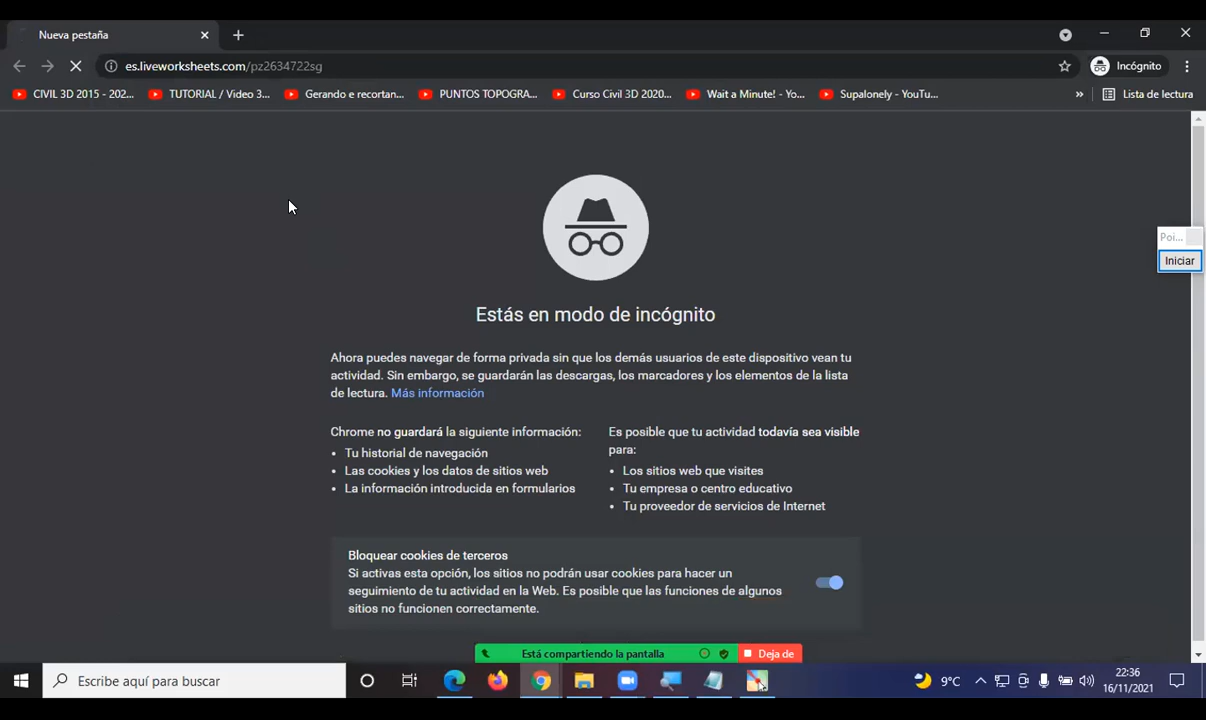 Nueva pestaña
es.liveworksheets.com/pz2634722sg
Incógnito
CIVIL 3D 2015 - 202... TUTORIAL / Video 3... Gerando e recortan... PUNTOS TOPOGRA... Curso Civil 3D 2020... Wait a Minute! - Yo... Supalonely - YouTu... » Lista de lectura
Poi...
Iniciar
Estás en modo de incógnito
Ahora puedes navegar de forma privada sin que los demás usuarios de este dispositivo vean tu
actividad. Sin embargo, se guardarán las descargas, los marcadores y los elementos de la lista
de lectura. Más información
Chrome no guardará la siguiente información:
• Tu historial de navegación
• Las cookies y los datos de sitios web
• La información introducida en formularios
Es posible que tu actividad todavía sea visible
para:
• Los sitios web que visites
• Tu empresa o centro educativo
• Tu proveedor de servicios de Internet
Bloquear cookies de terceros
Si activas esta opción, los sitios no podrán usar cookies para hacer un
seguimiento de tu actividad en la Web. Es posible que las funciones de algunos
sitios no funcionen correctamente.
Está compartiendo la pantalla Deja de
Escribe aquí para buscar
9°C
22:36
16/11/2021